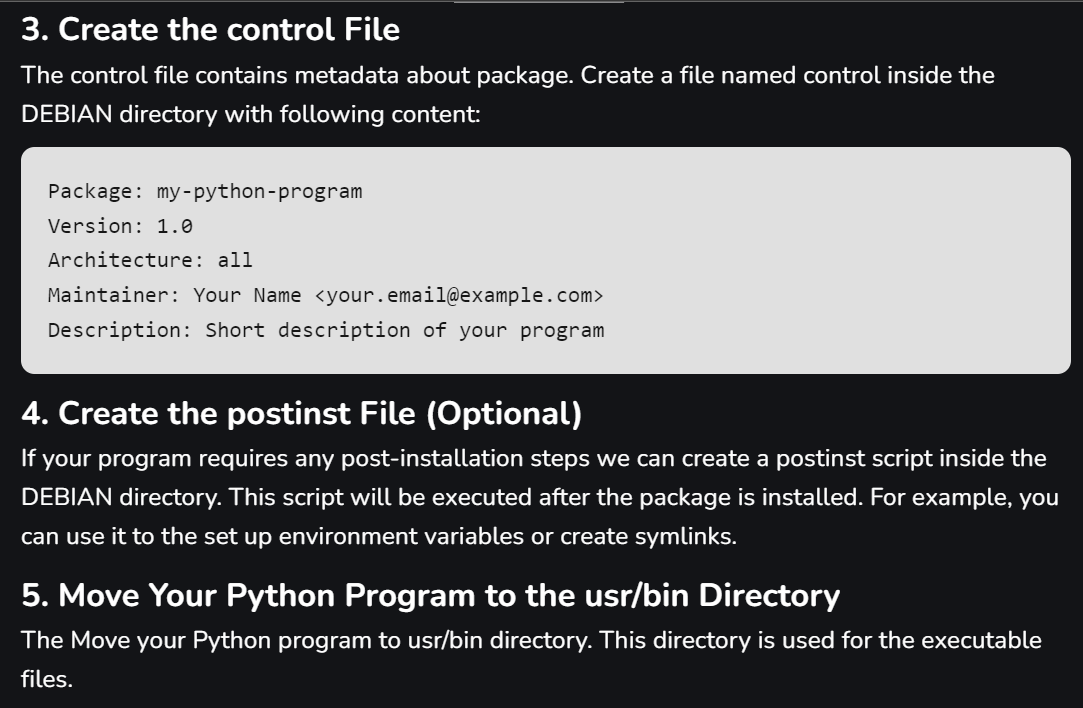 3. Create the control File
The control file contains metadata about package. Create a file named control inside the
DEBIAN directory with following content:
Package: my-python-program
Version: 1.0
Architecture: all
Maintainer: Your Name <your.email@example.com>
Description: Short description of your program
4. Create the postinst File (Optional)
If your program requires any post-installation steps we can create a postinst script inside the
DEBIAN directory. This script will be executed after the package is installed. For example, you
can use it to the set up environment variables or create symlinks.
5. Move Your Python Program to the usr/bin Directory
The Move your Python program to usr/bin directory. This directory is used for the executable
files.